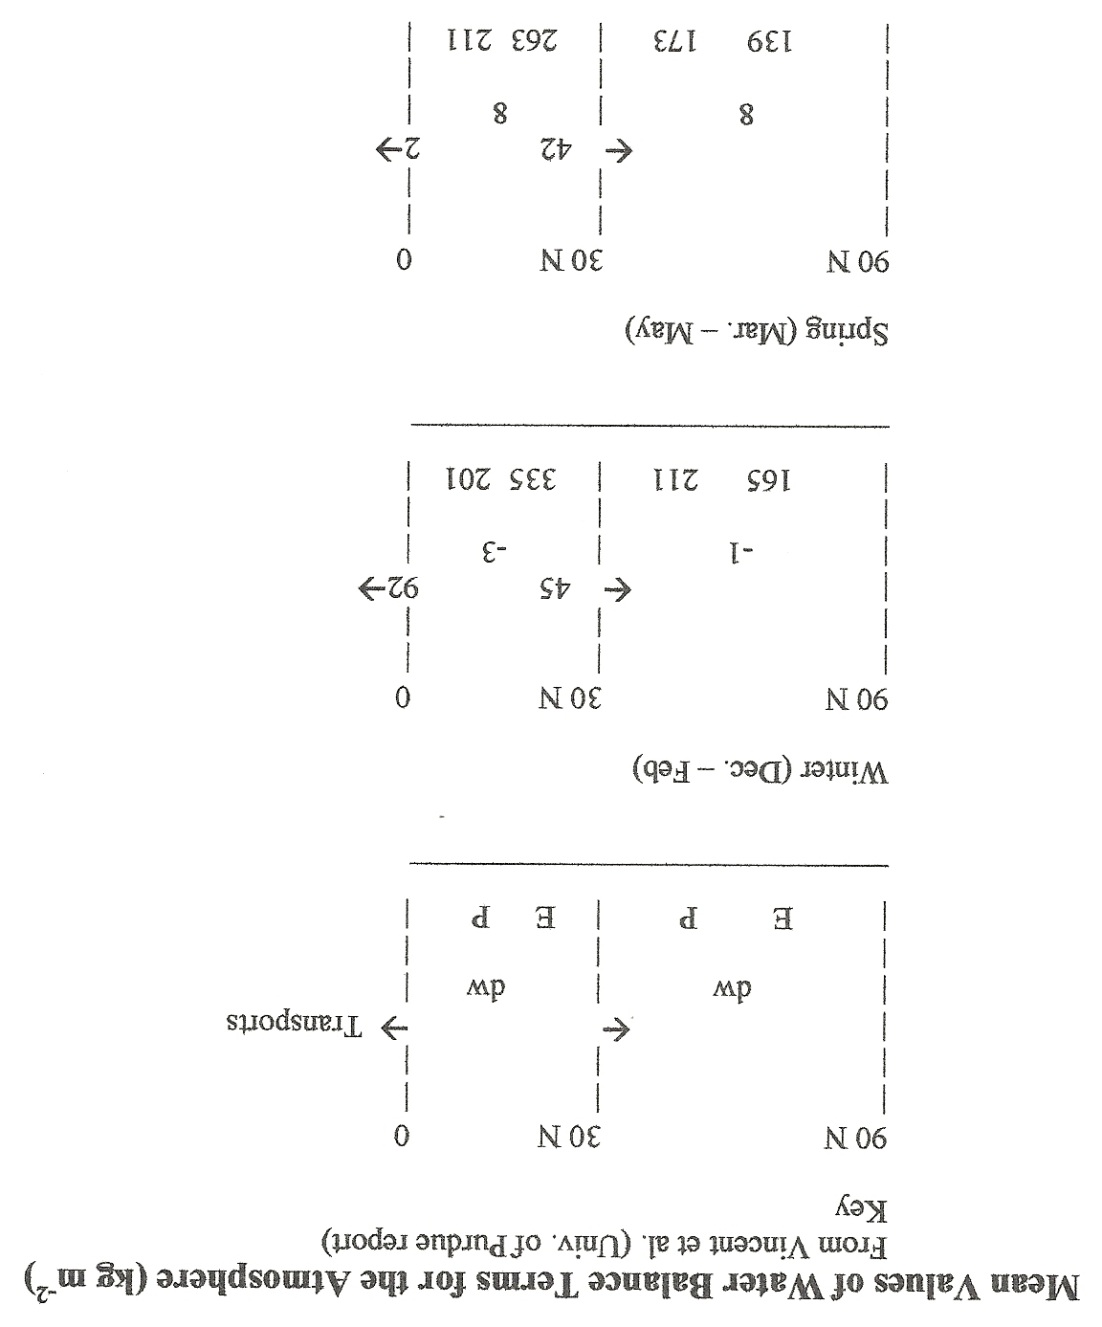 Mean Values of Water Balance Terms for the Atmosphere (kg m⁻²)
From Vincent et al. (Univ. of Purdue report)
Key
90 N 30 N 0
→ ← Transports
dw dw
E P E P
Winter (Dec. – Feb)
90 N 30 N 0
→ 45 92←
-1 -3
165 211 335 201
Spring (Mar. – May)
90 N 30 N 0
→ 42 2←
8 8
139 173 263 211